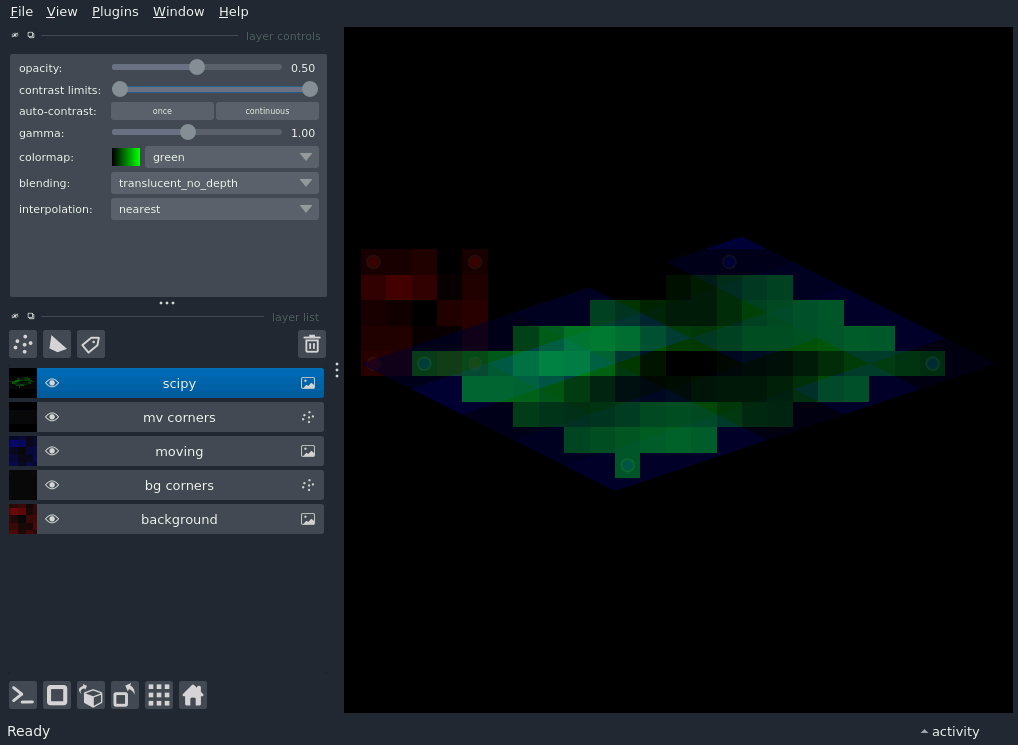 File View Plugins Window Help
layer controls
opacity: 0.50
contrast limits:
auto-contrast: once continuous
gamma: 1.00
colormap: green
blending: translucent_no_depth
interpolation: nearest
layer list
scipy
mv corners
moving
bg corners
background
Ready activity